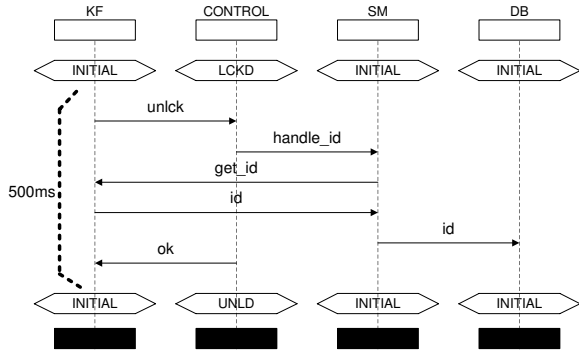 KF CONTROL SM DB
INITIAL LCKD INITIAL INITIAL
unlck
handle_id
get_id
500ms
id
id
ok
INITIAL UNLD INITIAL INITIAL